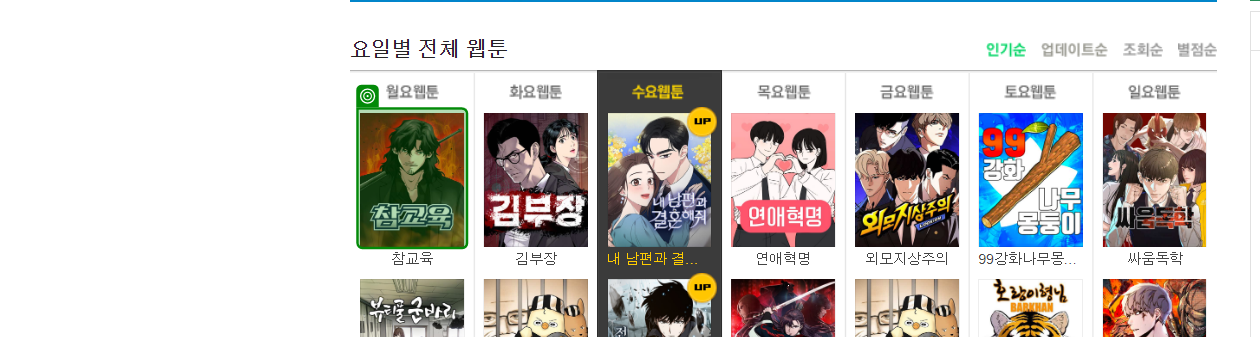 요일별 전체 웹툰
인기순 업데이트순 조회순 별점순
월요웹툰 화요웹툰 수요웹툰 목요웹툰 금요웹툰 토요웹툰 일요웹툰
UP
참교육
김부장
내 남편과
결혼해줘
연애혁명
외모지상주의
LOOKISM
99
강화
나무
몽둥이
싸움독학
참교육 김부장 내 남편과 결... 연애혁명 외모지상주의 99강화나무몽... 싸움독학
UP
뷰티풀 군바리
전
호랑이형님
BARKHAN